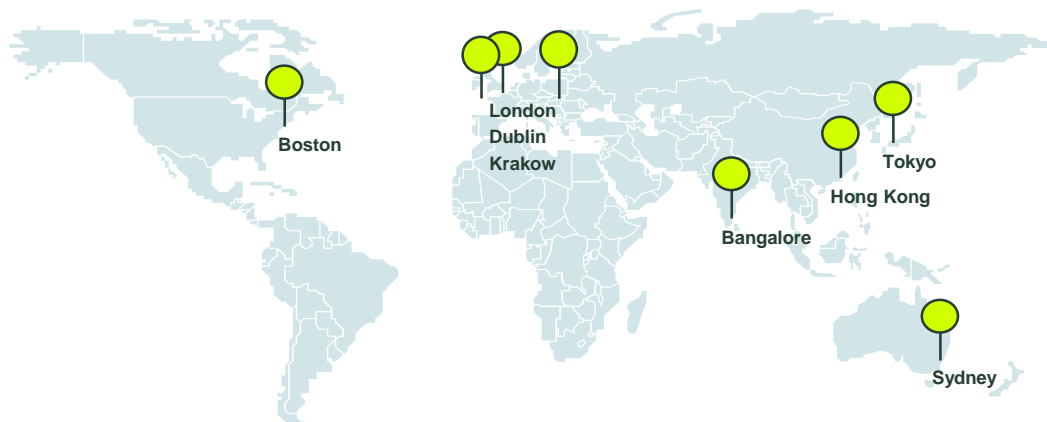 London
Dublin
Boston
Krakow
Tokyo
Hong Kong
Bangalore
Sydney